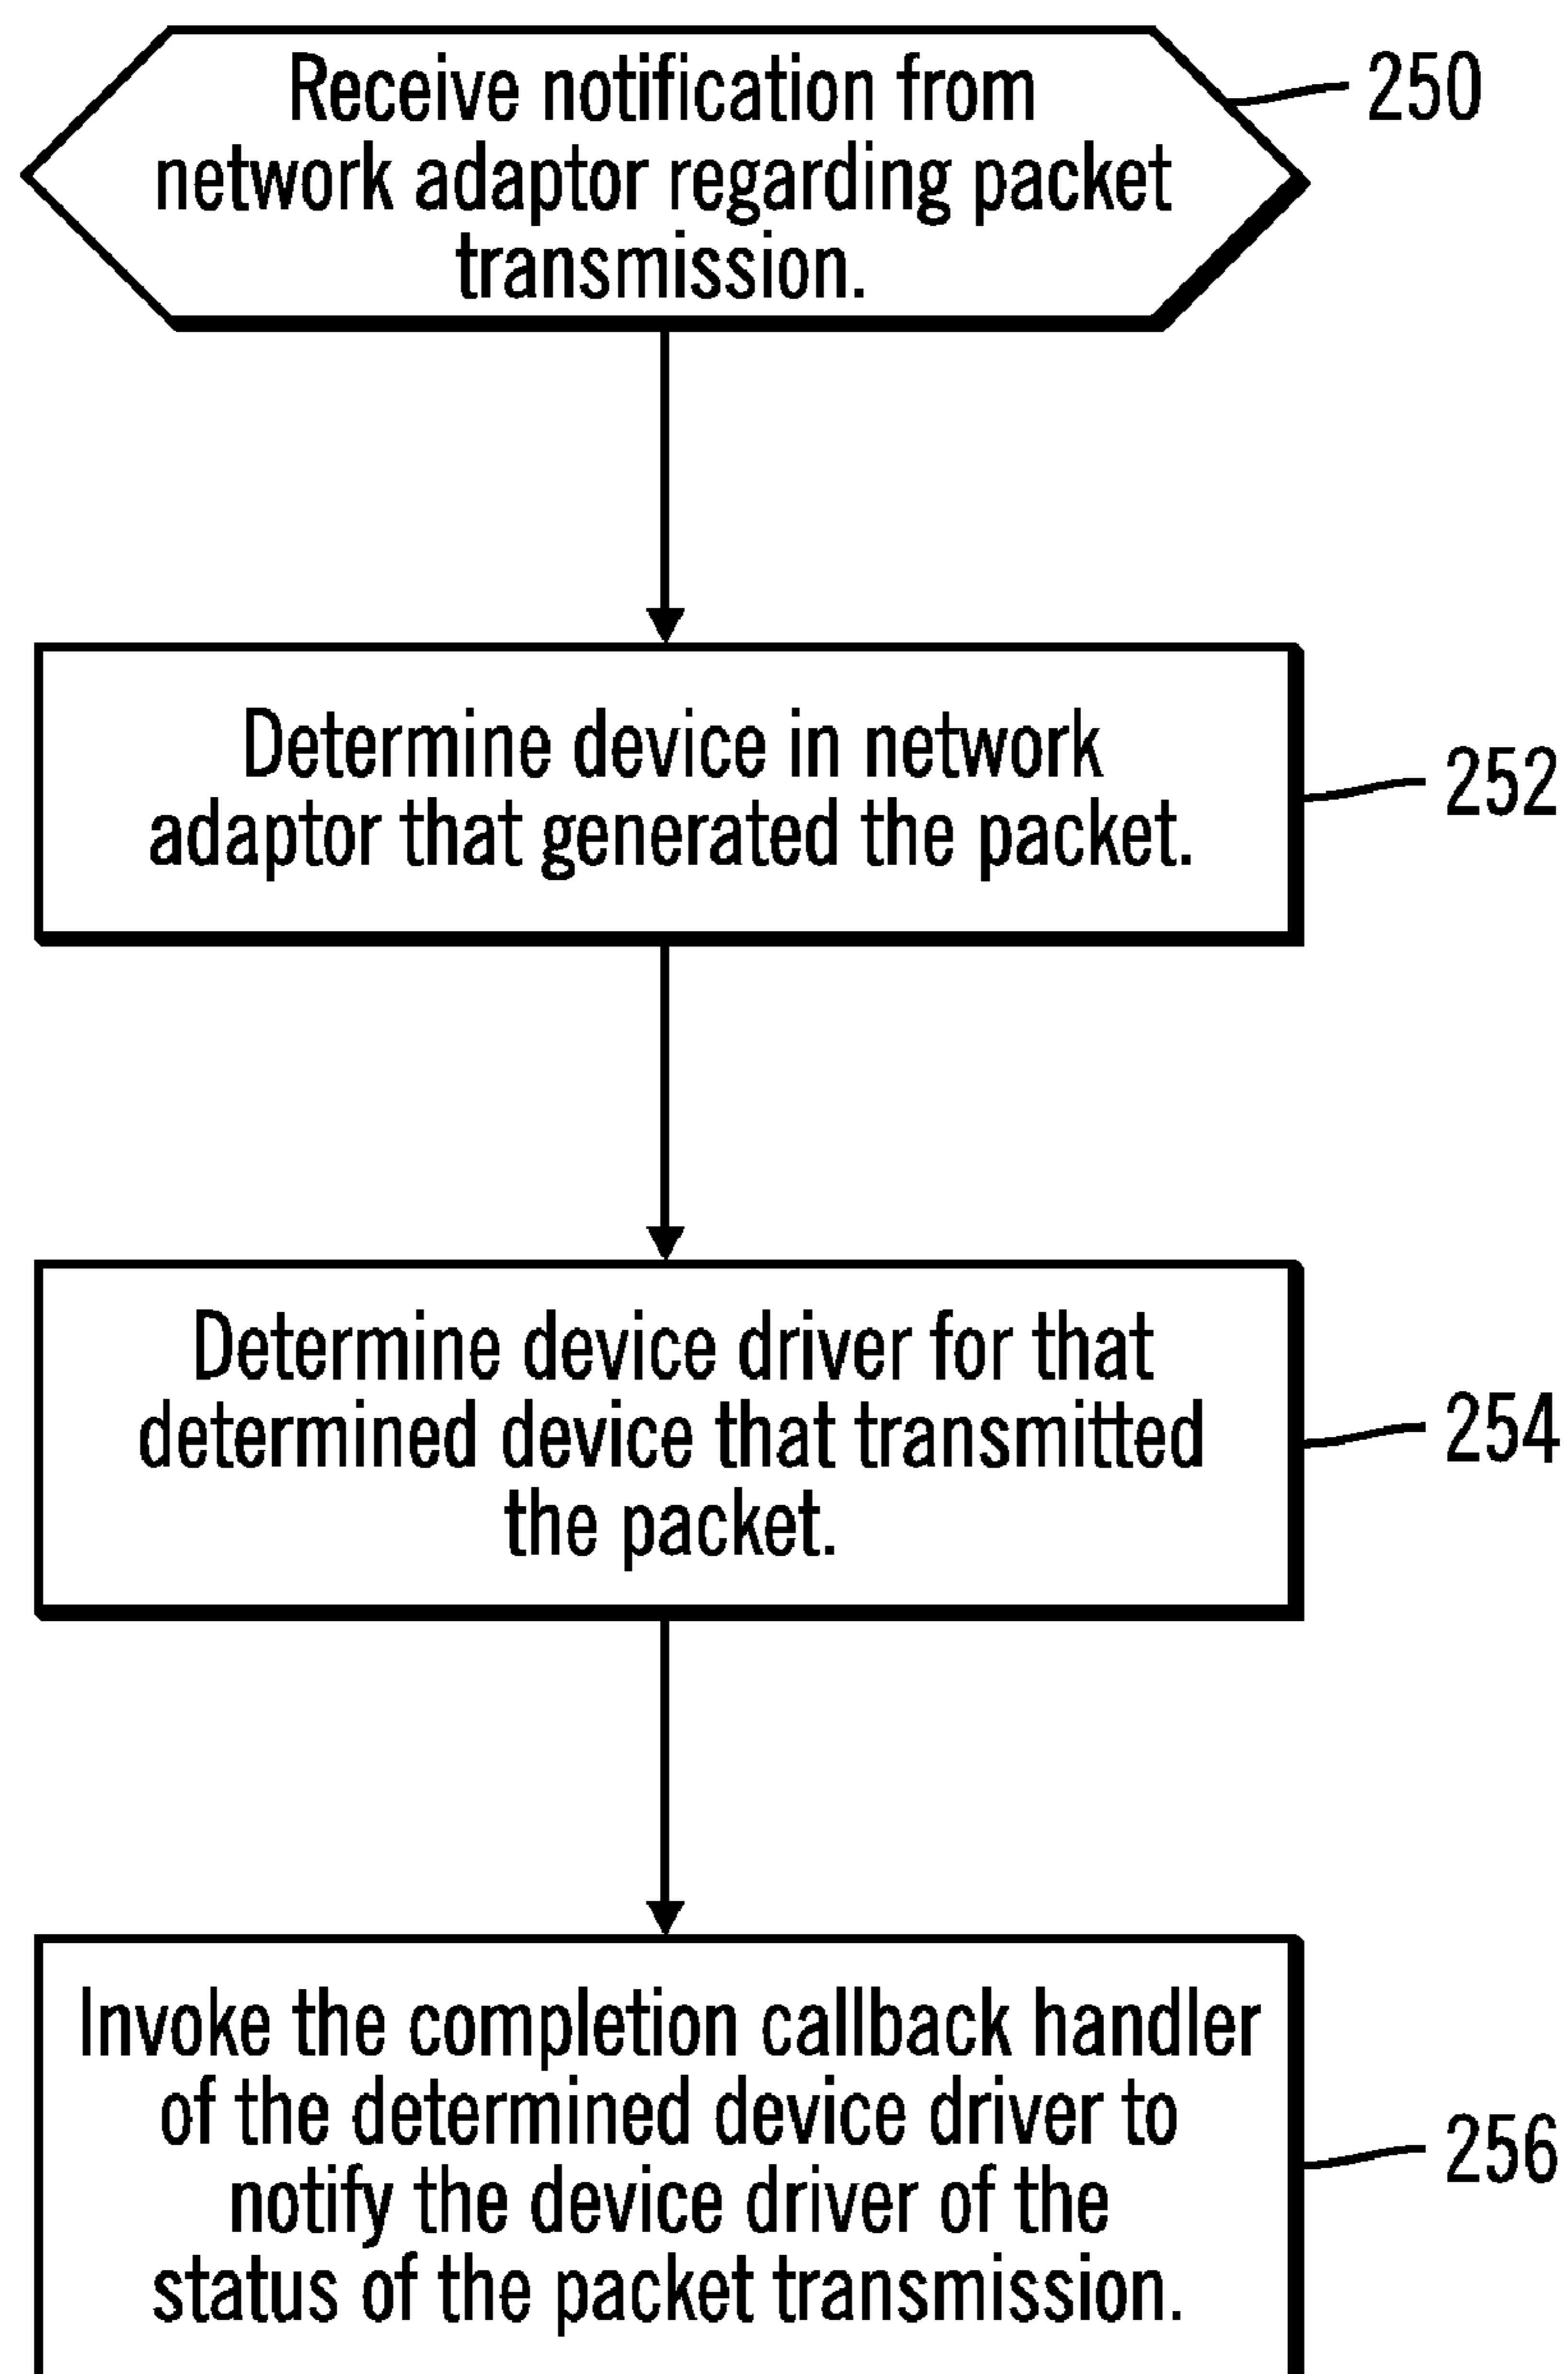 Receive notification from
250
network adaptor regarding packet
transmission.
Determine device in network
252
adaptor that generated the packet.
Determine device driver for that
determined device that transmitted
254
the packet.
Invoke the completion callback handler
of the determined device driver to
256
notify the device driver of the
status of the packet transmission.